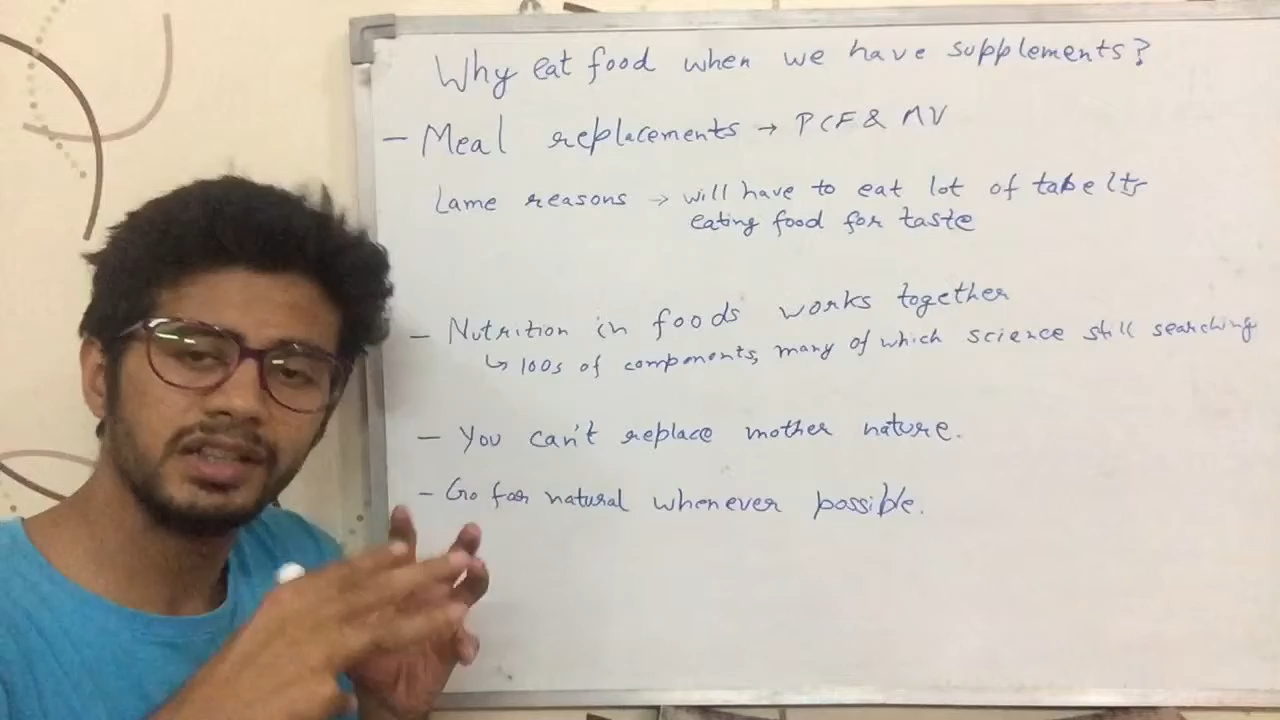 Why eat food when we have supplements?
- Meal replacements → PCF & MV
Lame reasons → will have to eat lot of tabelts
eating food for taste
- Nutrition in foods works together
↳ 100s of components, many of which science still searching
- You can't replace mother nature.
- Go for natural whenever possible.